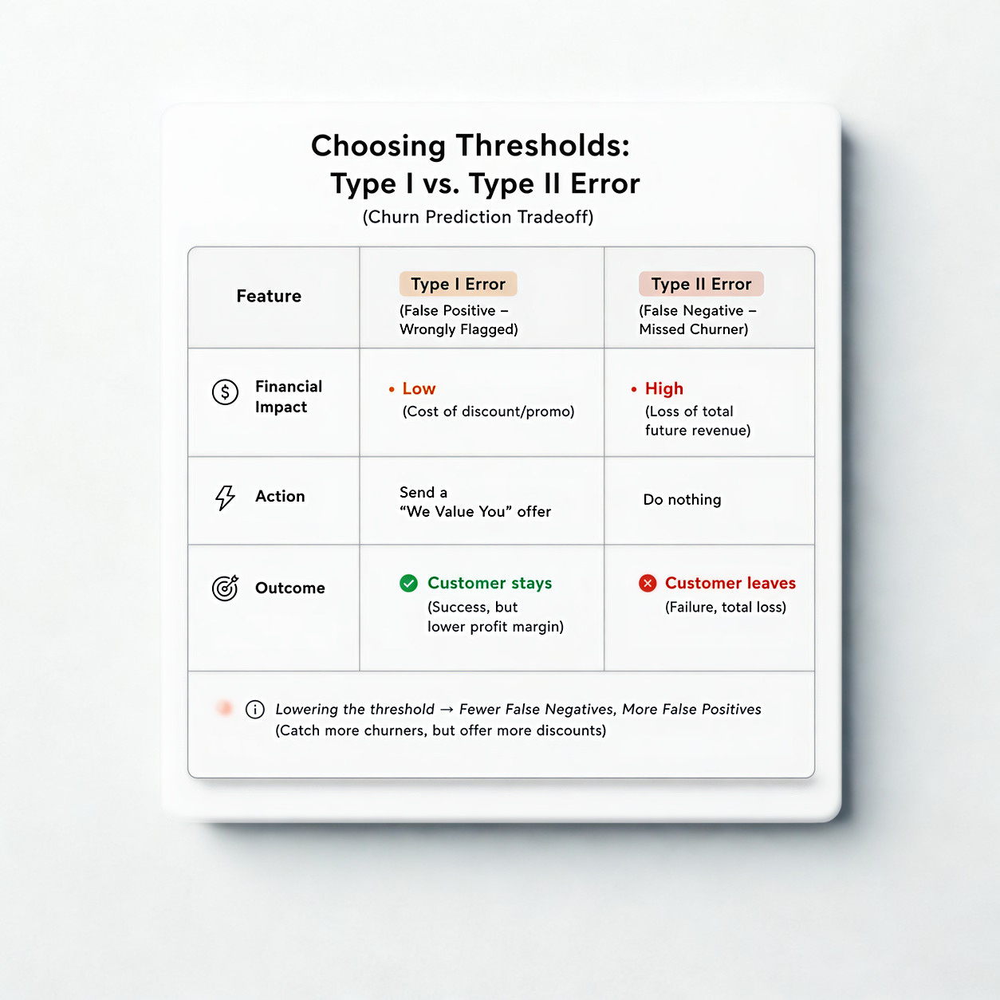 Choosing Thresholds:
Type I vs. Type II Error
(Churn Prediction Tradeoff)
Feature
Type I Error
(False Positive –
Wrongly Flagged)
Type II Error
(False Negative –
Missed Churner)
Financial
Impact
• Low
(Cost of discount/promo)
• High
(Loss of total
future revenue)
Action
Send a
“We Value You” offer
Do nothing
Outcome
Customer stays
(Success, but
lower profit margin)
Customer leaves
(Failure, total loss)
Lowering the threshold → Fewer False Negatives, More False Positives
(Catch more churners, but offer more discounts)